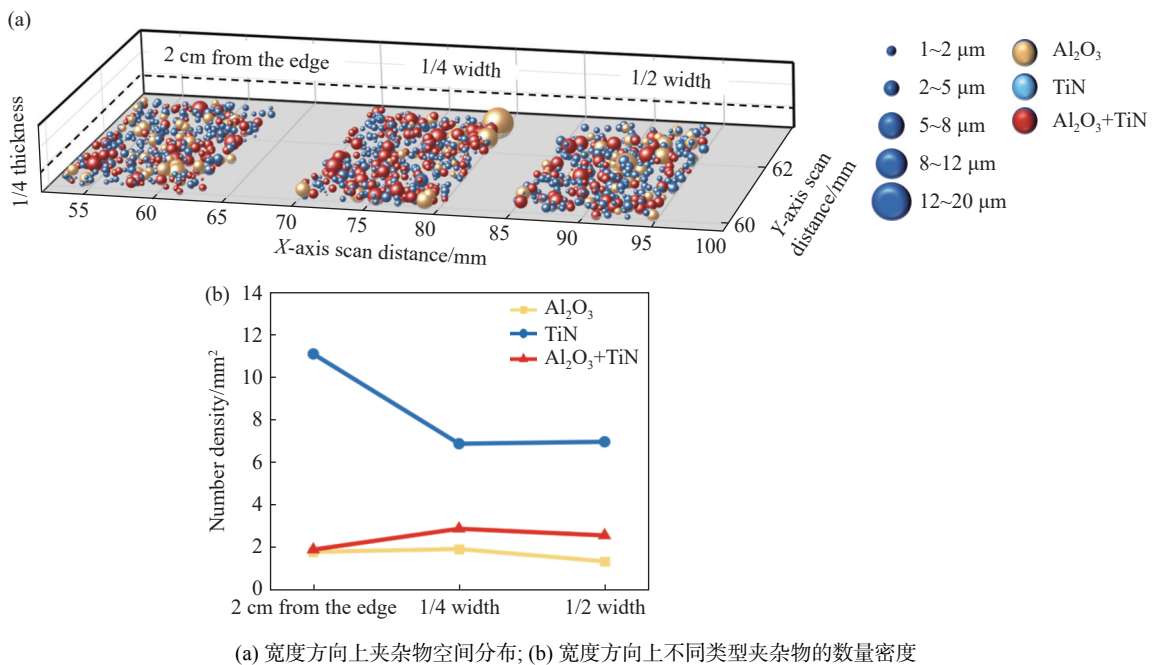 (a)
2 cm from the edge
1/4 width
1/2 width
1/4 thickness
55
60
65
70
75
80
85
90
95
100
X-axis scan distance/mm
60
62
Y-axis scan
distance/mm
1~2 μm
2~5 μm
5~8 μm
8~12 μm
12~20 μm
Al₂O₃
TiN
Al₂O₃+TiN
(b)
14
12
10
8
6
4
2
0
Number density/mm²
Al₂O₃
TiN
Al₂O₃+TiN
2 cm from the edge
1/4 width
1/2 width
(a) 宽度方向上夹杂物空间分布; (b) 宽度方向上不同类型夹杂物的数量密度